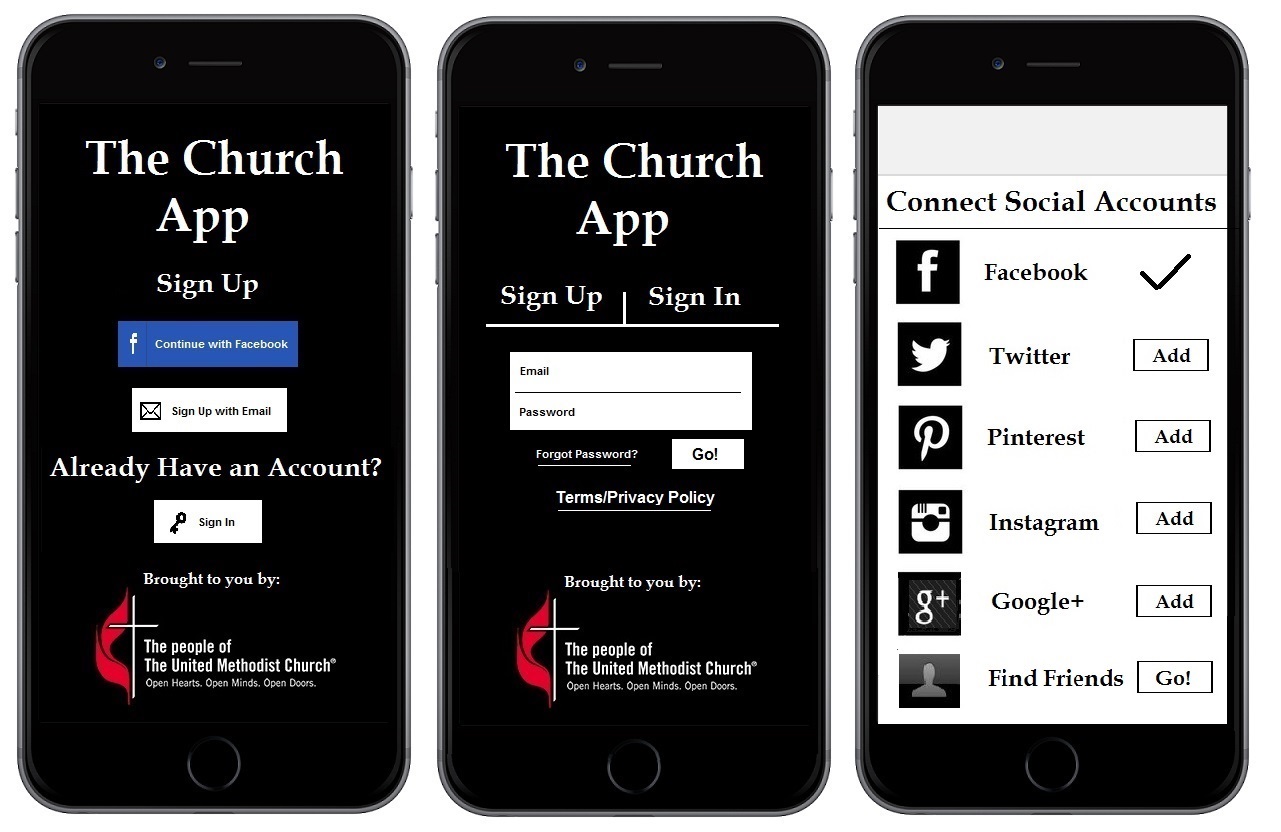 The Church
App
Sign Up
f Continue with Facebook
Sign Up with Email
Already Have an Account?
Sign In
Brought to you by:
The people of
The United Methodist Church®
Open Hearts. Open Minds. Open Doors.
The Church
App
Sign Up | Sign In
Email
Password
Forgot Password? Go!
Terms/Privacy Policy
Brought to you by:
The people of
The United Methodist Church®
Open Hearts. Open Minds. Open Doors.
Connect Social Accounts
f Facebook
Twitter Add
Pinterest Add
Instagram Add
g+ Google+ Add
Find Friends Go!